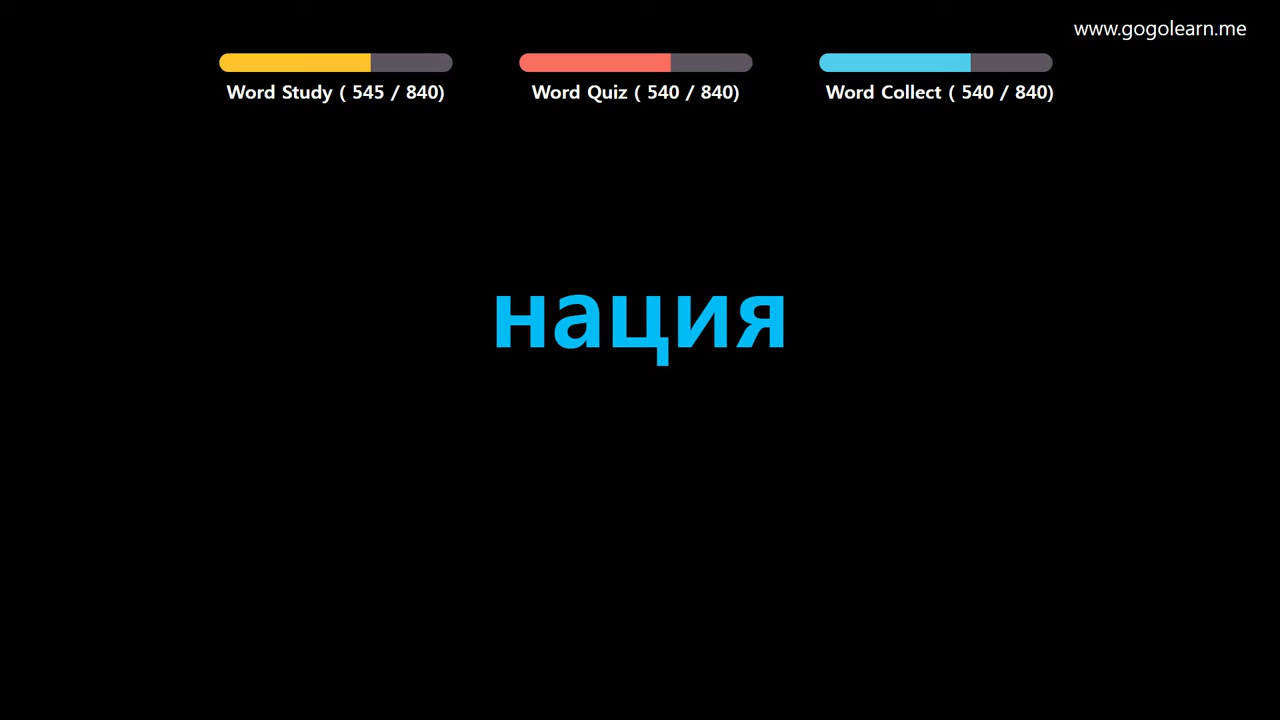 www.gogolearn.me
Word Study ( 545 / 840)
Word Quiz ( 540 / 840)
Word Collect ( 540 / 840)
нация